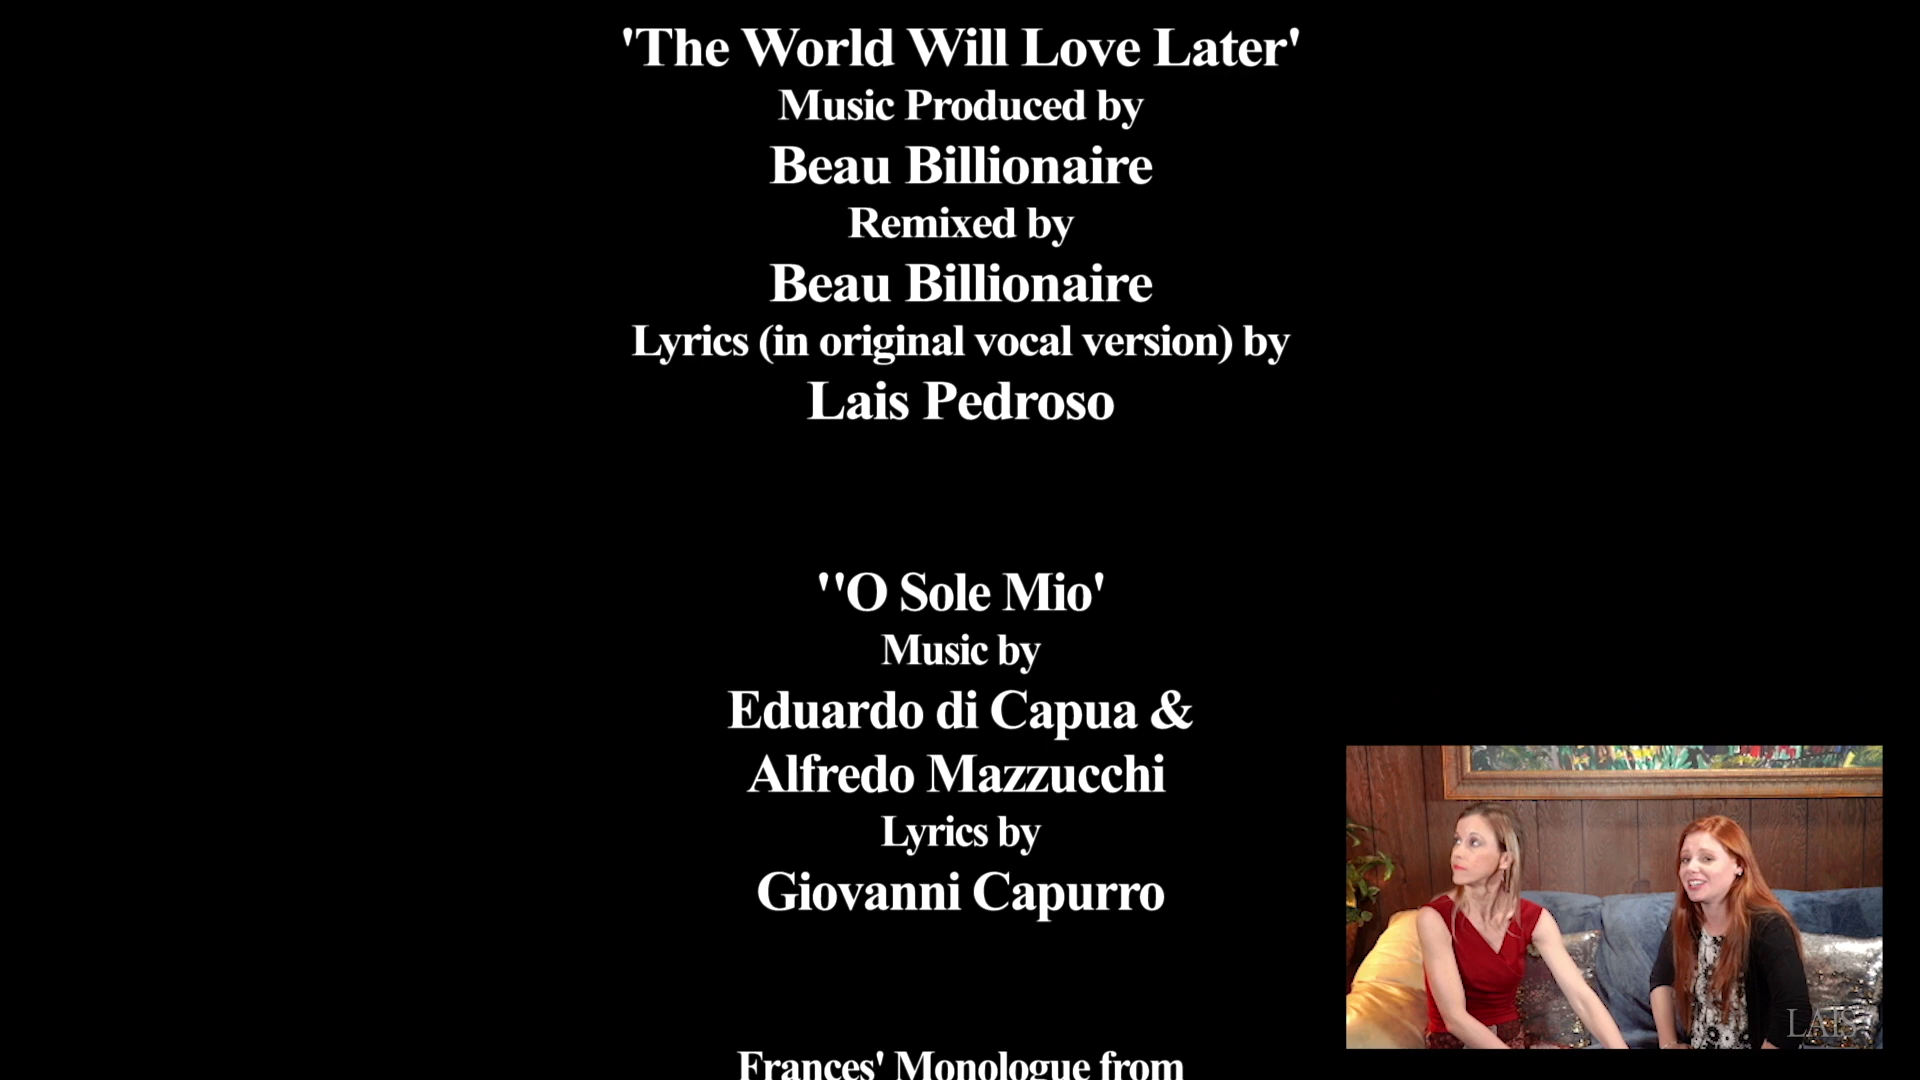 'The World Will Love Later'
Music Produced by
Beau Billionaire
Remixed by
Beau Billionaire
Lyrics (in original vocal version) by
Lais Pedroso
''O Sole Mio'
Music by
Eduardo di Capua &
Alfredo Mazzucchi
Lyrics by
Giovanni Capurro
Frances' Monologue from
LAIS